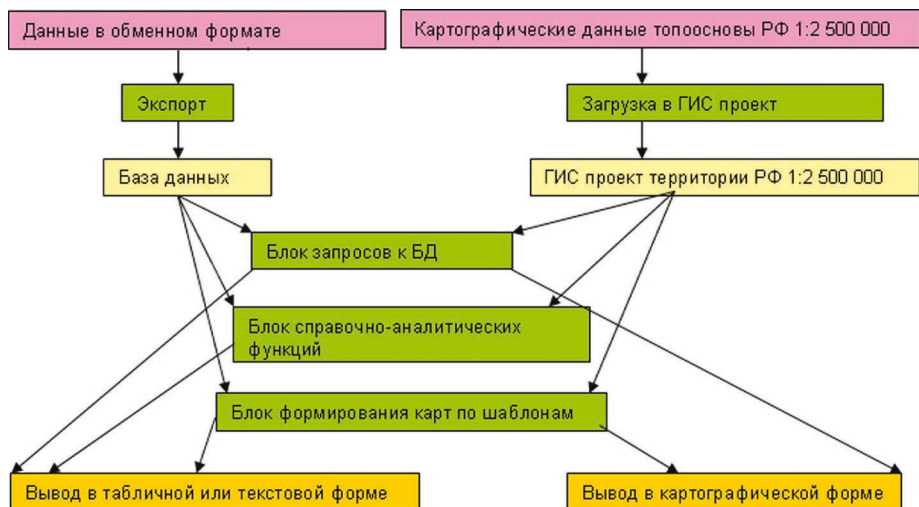 Данные в обменном формате
Картографические данные топоосновы РФ 1:2 500 000
Экспорт
Загрузка в ГИС проект
База данных
ГИС проект территории РФ 1:2 500 000
Блок запросов к БД
Блок справочно-аналитических
функций
Блок формирования карт по шаблонам
Вывод в табличной или текстовой форме
Вывод в картографической форме